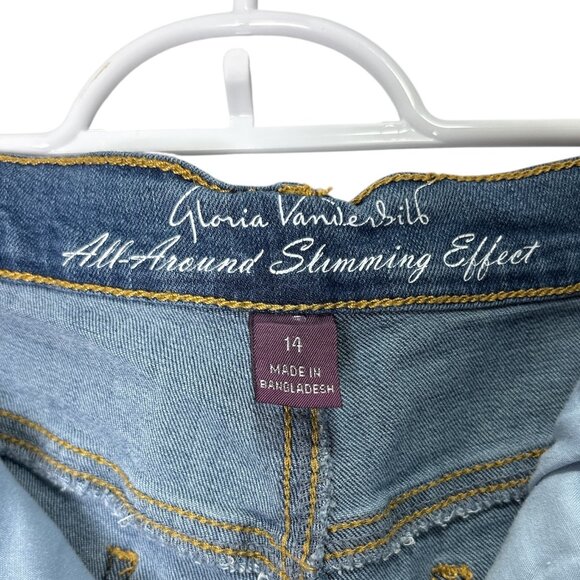 Gloria Vanderbilt
All-Around Slimming Effect
14
MADE IN
BANGLADESH